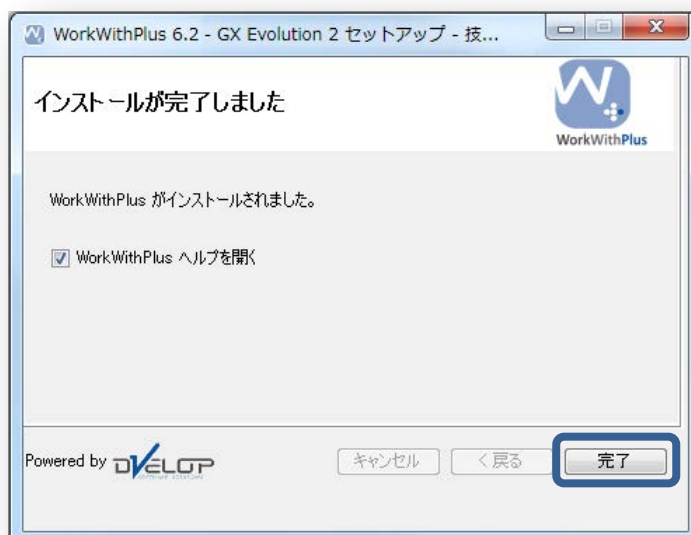 WorkWithPlus 6.2 - GX Evolution 2 セットアップ - 技...
インストールが完了しました
WorkWithPlus
WorkWithPlus がインストールされました。
WorkWithPlus ヘルプを開く
Powered by DVELOP
キャンセル
< 戻る
完了